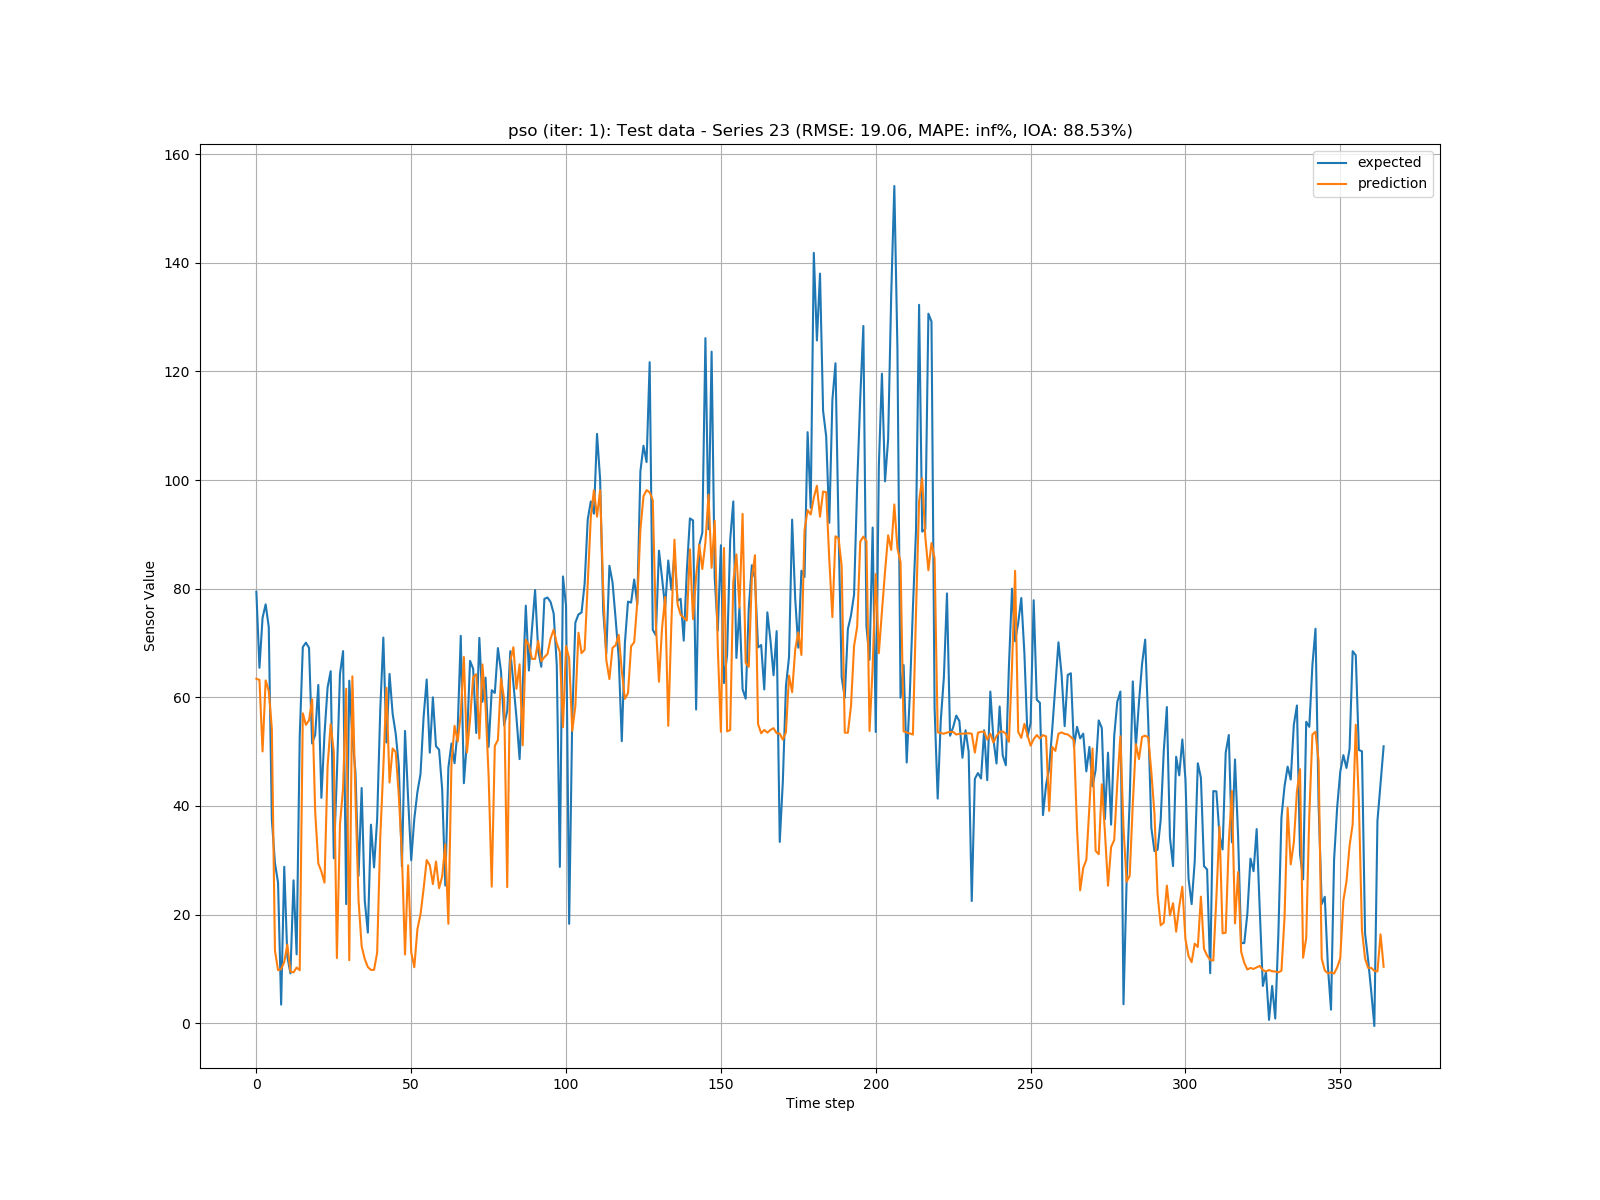 pso (iter: 1): Test data - Series 23 (RMSE: 19.06, MAPE: inf%, IOA: 88.53%)
expected
prediction
160
140
120
100
80
60
40
20
0
Sensor Value
0 50 100 150 200 250 300 350
Time step